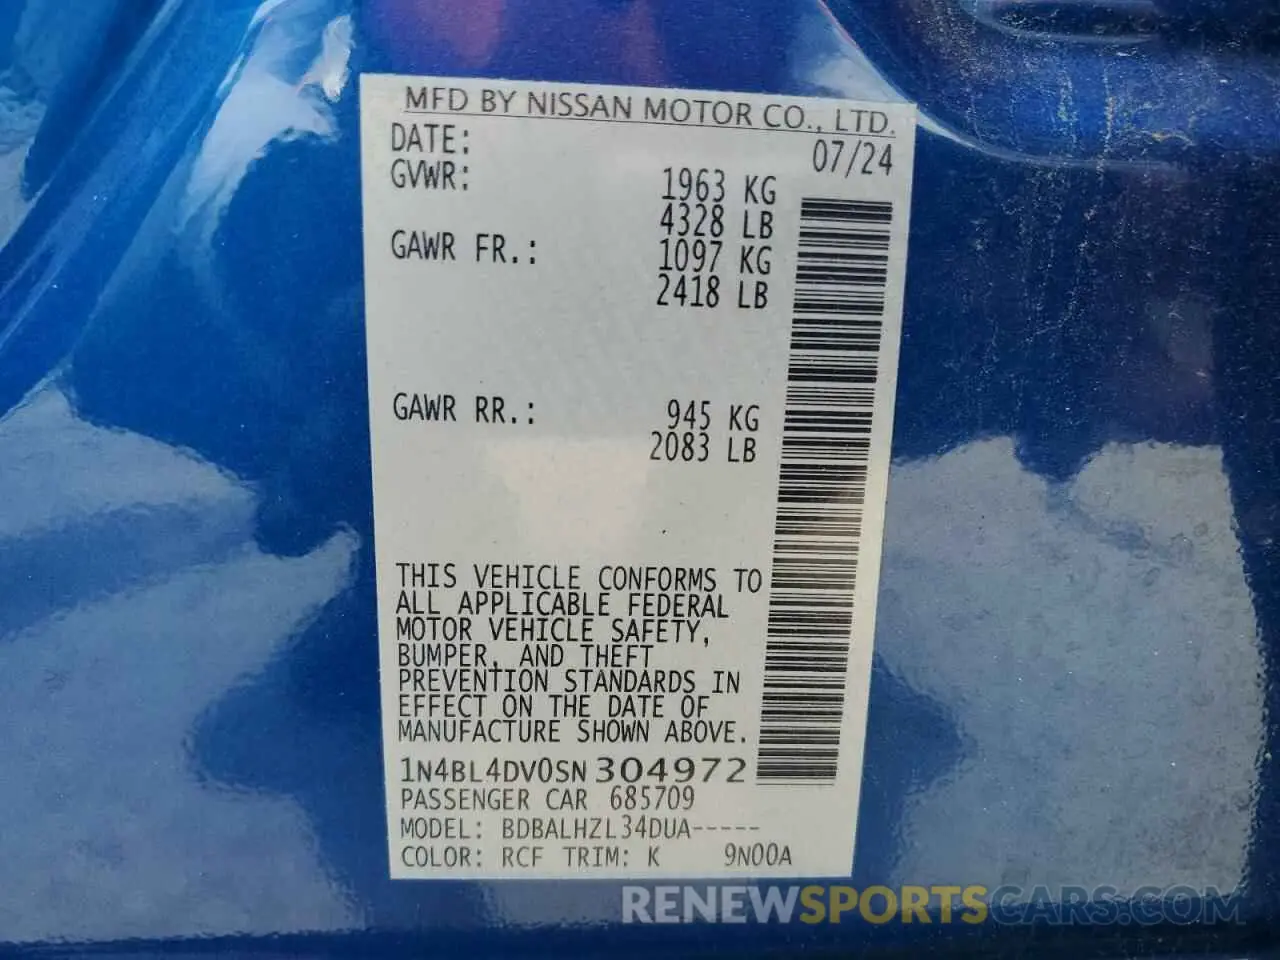 MFD BY NISSAN MOTOR CO., LTD.
DATE: 07/24
GVWR: 1963 KG
4328 LB
GAWR FR.: 1097 KG
2418 LB
GAWR RR.: 945 KG
2083 LB
THIS VEHICLE CONFORMS TO
ALL APPLICABLE FEDERAL
MOTOR VEHICLE SAFETY,
BUMPER, AND THEFT
PREVENTION STANDARDS IN
EFFECT ON THE DATE OF
MANUFACTURE SHOWN ABOVE.
1N4BL4DV0SN304972
PASSENGER CAR 685709
MODEL: BDBALHZL34DUA-----
COLOR: RCF TRIM: K 9N00A
RENEWSPORTSCARS.COM